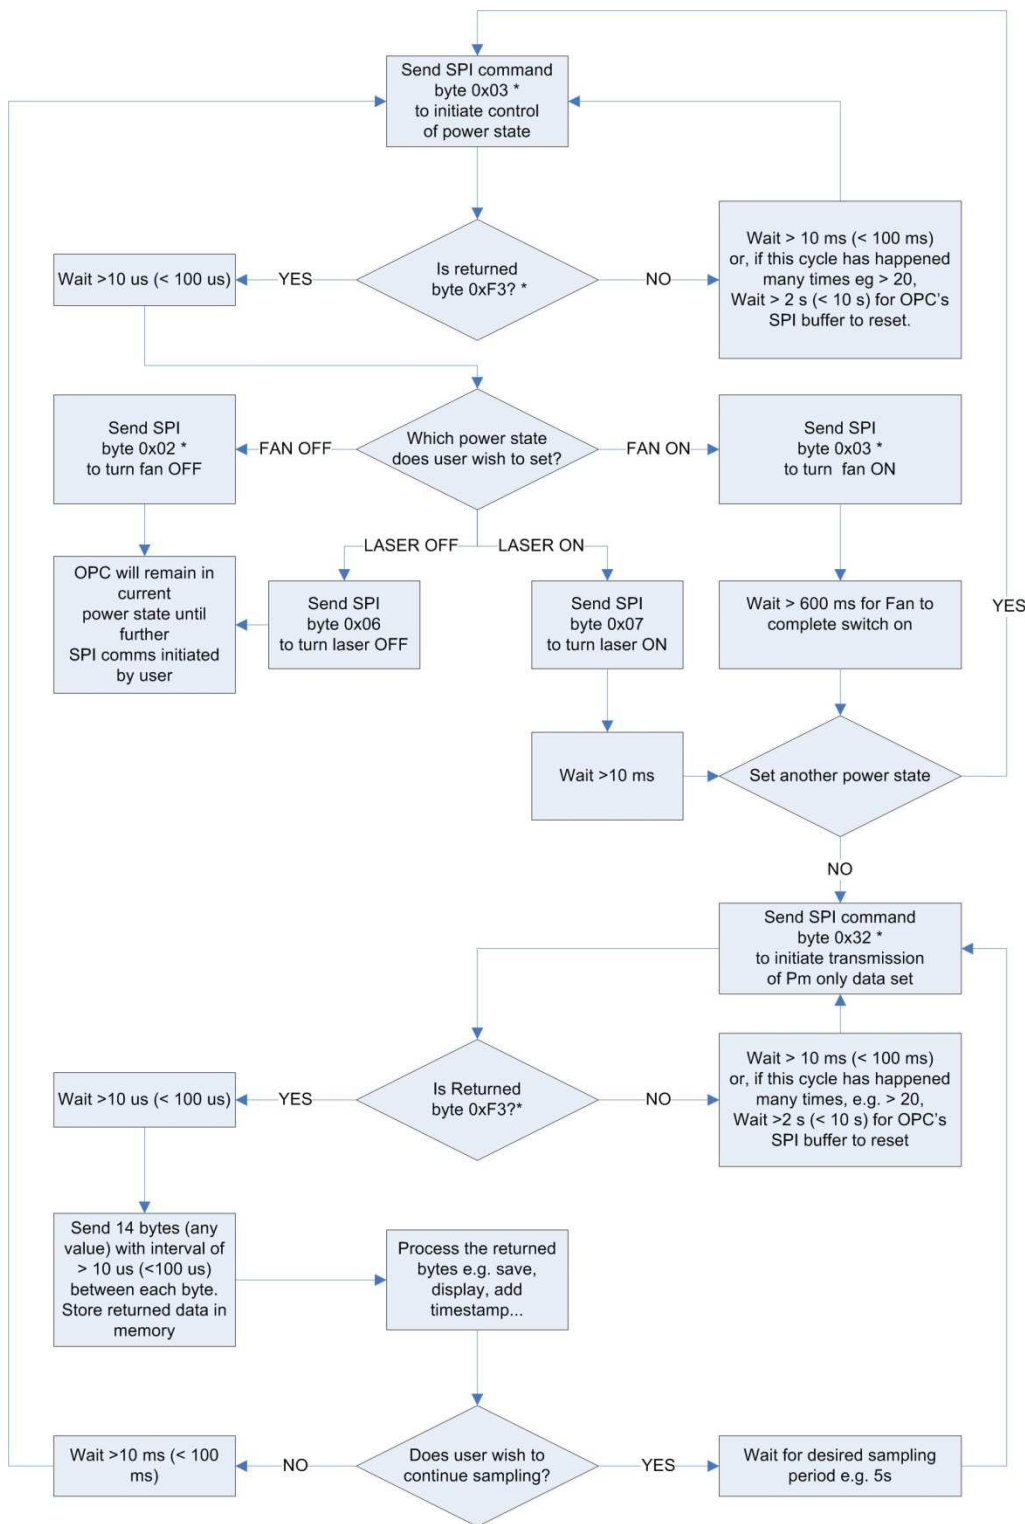 Send SPI command
byte 0x03 *
to initiate control
of power state
Is returned
byte 0xF3? *
YES
Wait >10 us (< 100 us)
NO
Wait > 10 ms (< 100 ms)
or, if this cycle has happened
many times eg > 20,
Wait > 2 s (< 10 s) for OPC's
SPI buffer to reset.
Which power state
does user wish to set?
FAN OFF
Send SPI
byte 0x02 *
to turn fan OFF
FAN ON
Send SPI
byte 0x03 *
to turn  fan ON
LASER OFF
LASER ON
OPC will remain in
current
power state until
further
SPI comms initiated
by user
Send SPI
byte 0x06
to turn laser OFF
Send SPI
byte 0x07
to turn laser ON
Wait > 600 ms for Fan to
complete switch on
YES
Wait >10 ms
Set another power state
NO
Send SPI command
byte 0x32 *
to initiate transmission
of Pm only data set
Is Returned
byte 0xF3?*
YES
Wait >10 us (< 100 us)
NO
Wait > 10 ms (< 100 ms)
or, if this cycle has happened
many times, e.g. > 20,
Wait >2 s (< 10 s) for OPC's
SPI buffer to reset
Send 14 bytes (any
value) with interval of
> 10 us (<100 us)
between each byte.
Store returned data in
memory
Process the returned
bytes e.g. save,
display, add
timestamp...
Does user wish to
continue sampling?
NO
Wait >10 ms (< 100
ms)
YES
Wait for desired sampling
period e.g. 5s